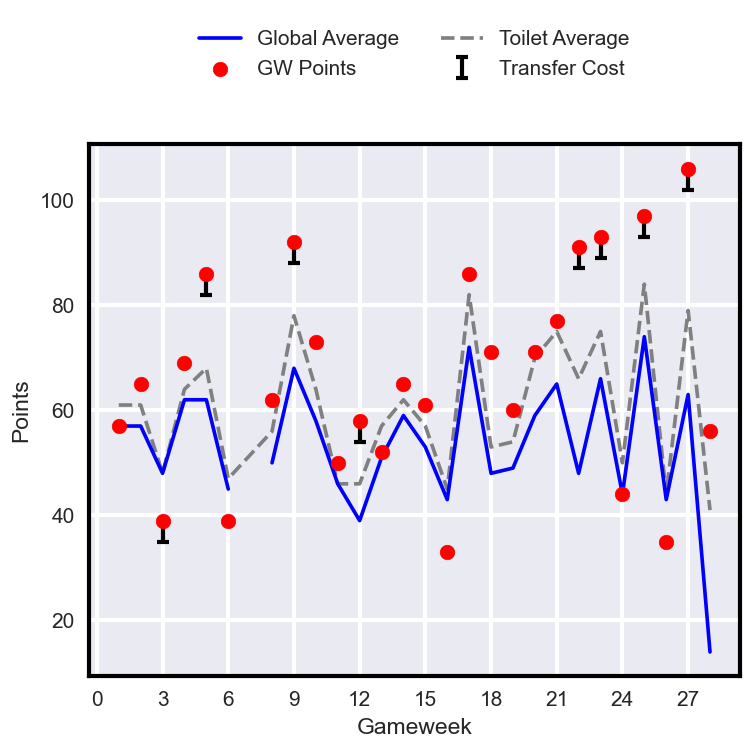 Global Average Toilet Average
GW Points Transfer Cost
100
80
60
40
20
Points
0 3 6 9 12 15 18 21 24 27
Gameweek